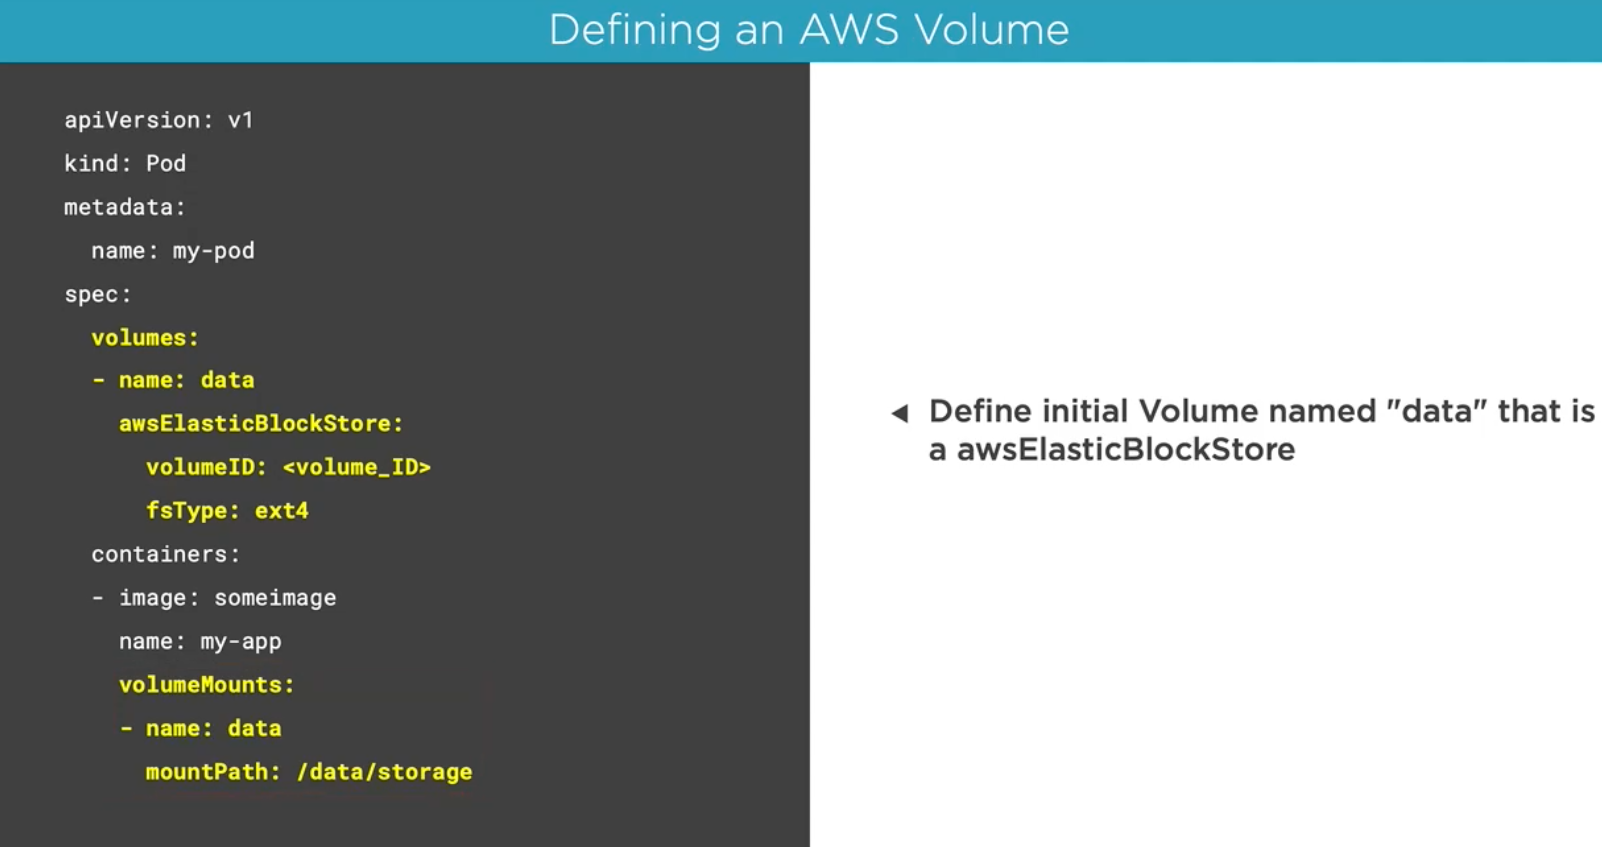 Defining an AWS Volume
apiVersion: v1
kind: Pod
metadata:
  name: my-pod
spec:
  volumes:
  - name: data
    awsElasticBlockStore:
      volumeID: <volume_ID>
      fsType: ext4
  containers:
  - image: someimage
    name: my-app
    volumeMounts:
    - name: data
      mountPath: /data/storage
Define initial Volume named "data" that is
a awsElasticBlockStore